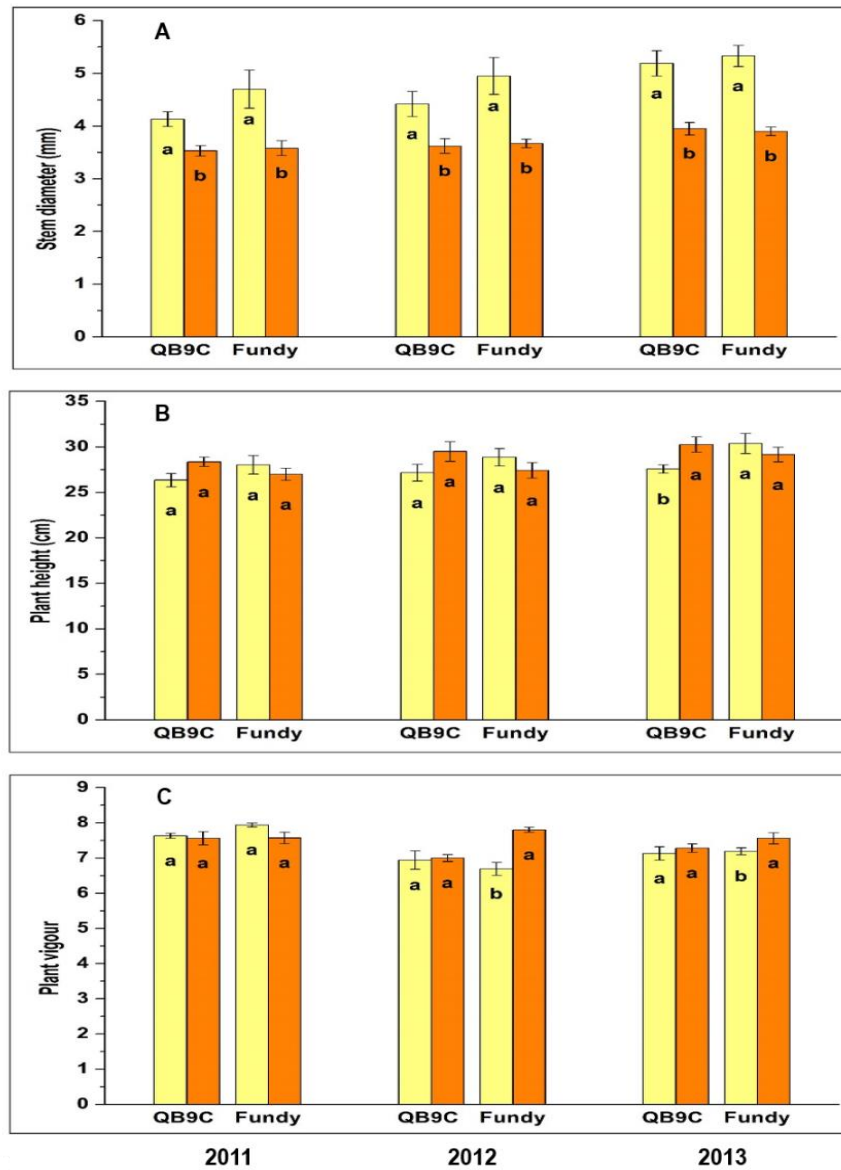 A
Stem diameter (mm)
6
5
4
3
2
1
0
a b a b a b a b a b a b
QB9C Fundy QB9C Fundy QB9C Fundy
B
Plant height (cm)
35
30
25
20
15
10
5
0
a a a a a a a a b a a a
QB9C Fundy QB9C Fundy QB9C Fundy
C
Plant vigour
9
8
7
6
5
4
3
2
1
0
a a a a a a b a a a b a
QB9C Fundy QB9C Fundy QB9C Fundy
2011 2012 2013